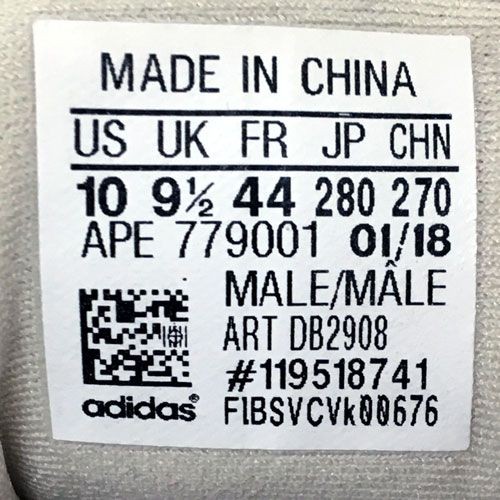 MADE IN CHINA
US UK FR JP CHN
10 9½ 44 280 270
APE 779001 01/18
MALE/MÂLE
ART DB2908
#119518741
adidas F1BSVCVk00676